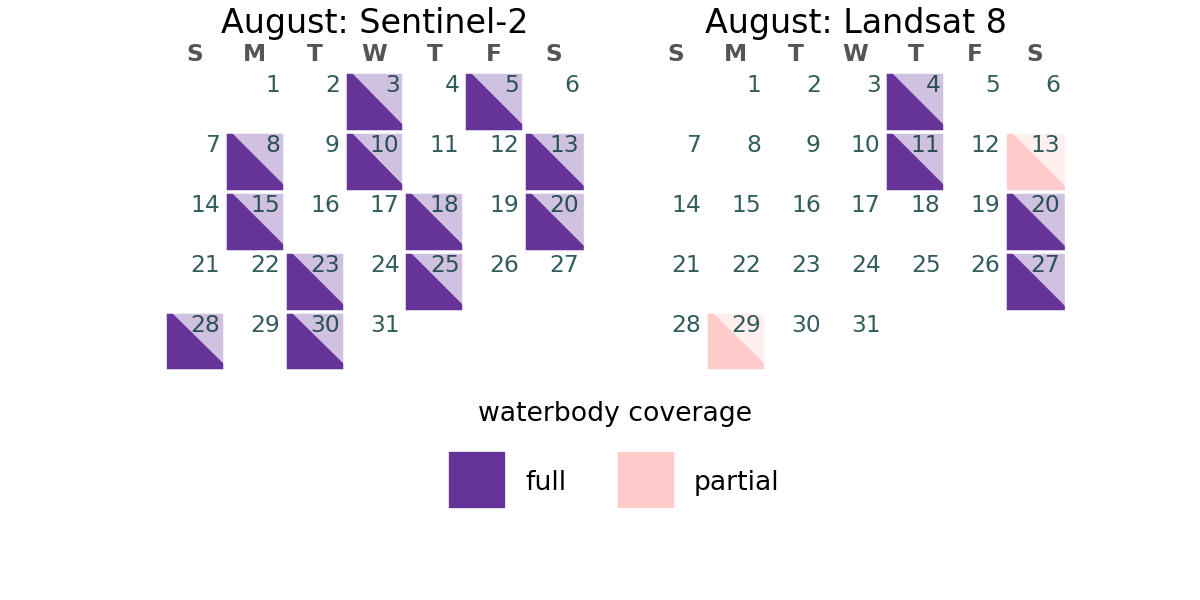 August: Sentinel-2
S M T W T F S
1 2 3 4 5 6
7 8 9 10 11 12 13
14 15 16 17 18 19 20
21 22 23 24 25 26 27
28 29 30 31
August: Landsat 8
S M T W T F S
1 2 3 4 5 6
7 8 9 10 11 12 13
14 15 16 17 18 19 20
21 22 23 24 25 26 27
28 29 30 31
waterbody coverage
full
partial